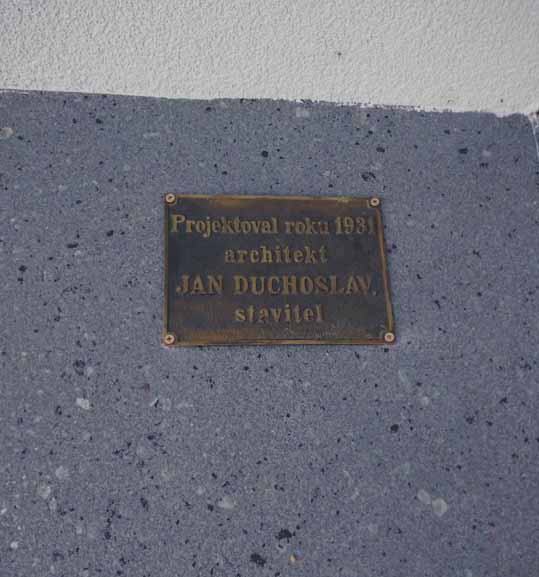 Projektoval roku 1931
architekt
JAN DUCHOSLAV,
stavitel